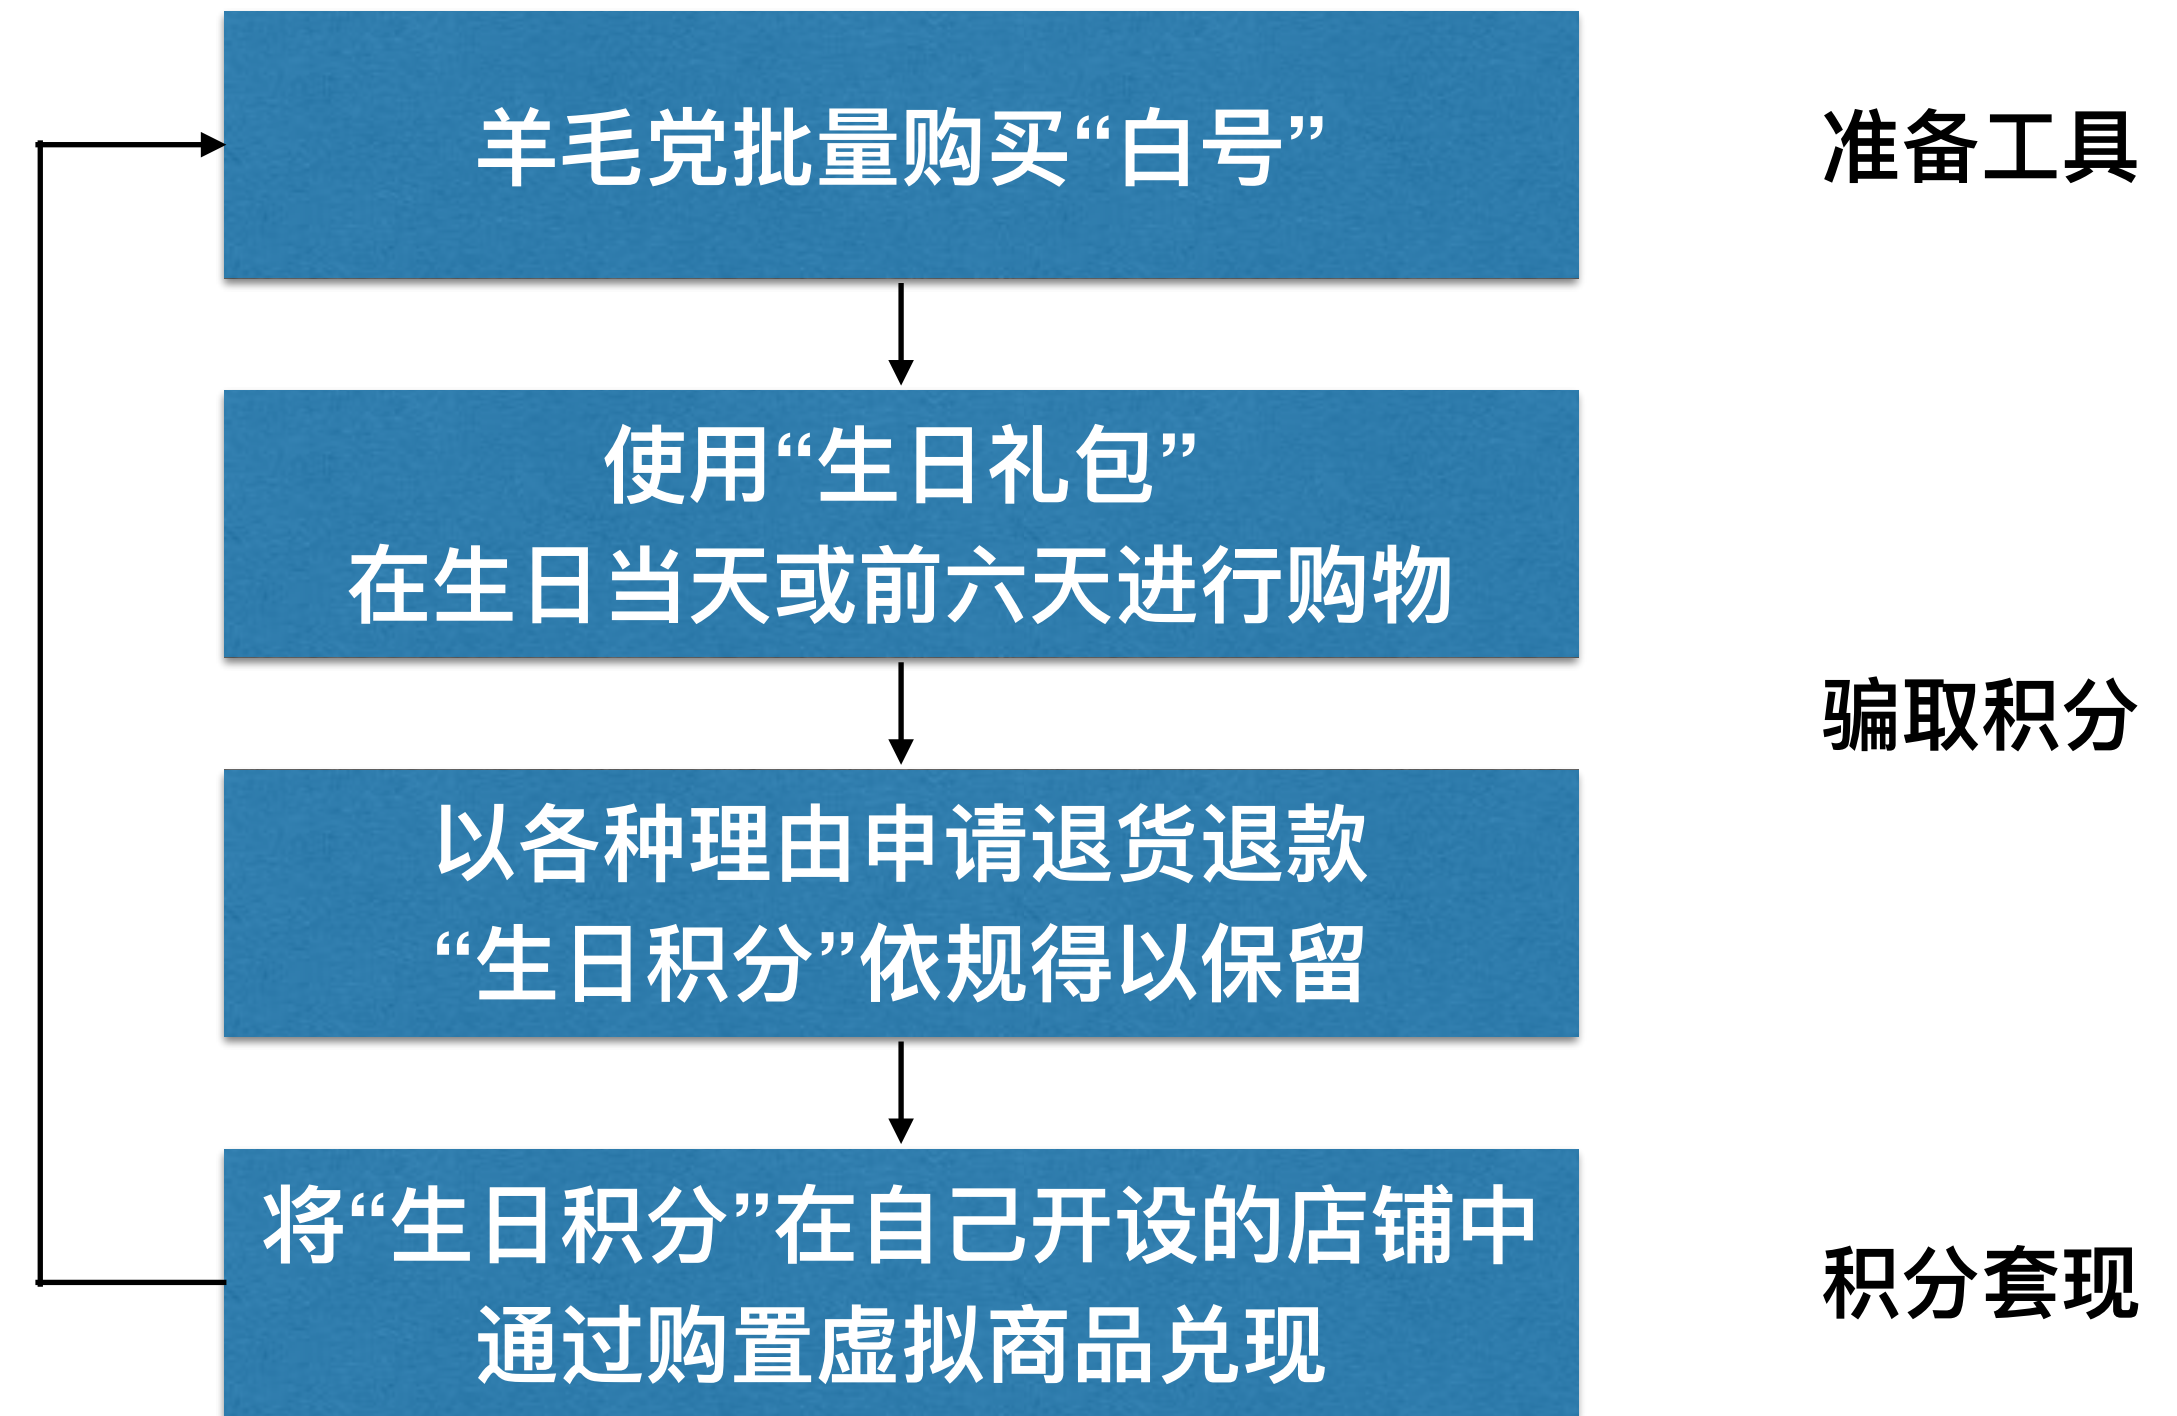 羊毛党批量购买“白号”
准备工具
使用“生日礼包”
在生日当天或前六天进行购物
骗取积分
以各种理由申请退货退款
“生日积分”依规得以保留
将“生日积分”在自己开设的店铺中
通过购置虚拟商品兑现
积分套现